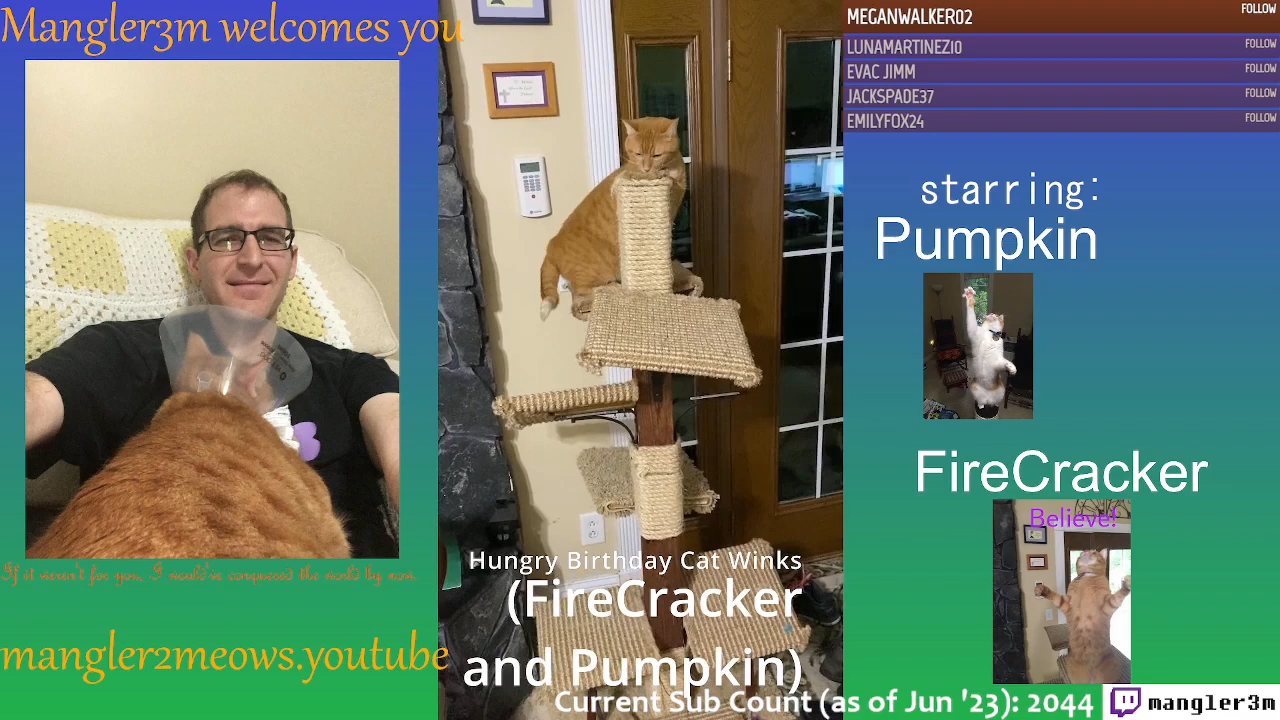 Mangler3m welcomes you
If it weren't for you, I would've conquered the world by now.
mangler2meows.youtube
Hungry Birthday Cat Winks
(FireCracker
and Pumpkin)
Current Sub Count (as of Jun '23): 2044
mangler3m
MEGANWALKER02 FOLLOW
LUNAMARTINEZ10 FOLLOW
EVAC JIMM FOLLOW
JACKSPADE37 FOLLOW
EMILYFOX24 FOLLOW
starring:
Pumpkin
FireCracker
Believe!